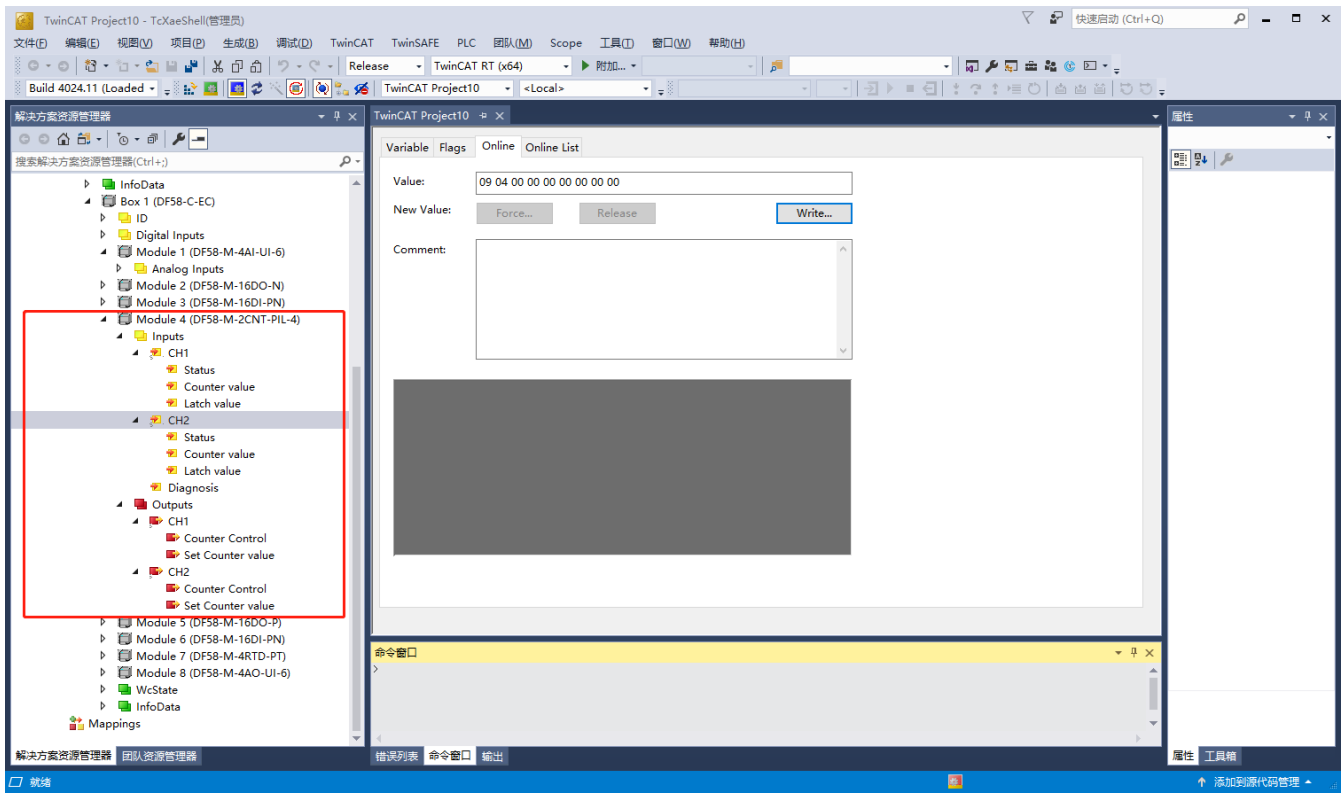 TwinCAT Project10 - TcXaeShell(管理员)
快速启动 (Ctrl+Q)
文件(F) 编辑(E) 视图(V) 项目(P) 生成(B) 调试(D) TwinCAT TwinSAFE PLC 团队(M) Scope 工具(T) 窗口(W) 帮助(H)
Release TwinCAT RT (x64) 附加...
Build 4024.11 (Loaded TwinCAT Project10 <Local>
解决方案资源管理器
搜索解决方案资源管理器(Ctrl+;)
InfoData
Box 1 (DF58-C-EC)
ID
Digital Inputs
Module 1 (DF58-M-4AI-UI-6)
Analog Inputs
Module 2 (DF58-M-16DO-N)
Module 3 (DF58-M-16DI-PN)
Module 4 (DF58-M-2CNT-PIL-4)
Inputs
CH1
Status
Counter value
Latch value
CH2
Status
Counter value
Latch value
Diagnosis
Outputs
CH1
Counter Control
Set Counter value
CH2
Counter Control
Set Counter value
Module 5 (DF58-M-16DO-P)
Module 6 (DF58-M-16DI-PN)
Module 7 (DF58-M-4RTD-PT)
Module 8 (DF58-M-4AO-UI-6)
WcState
InfoData
Mappings
解决方案资源管理器 团队资源管理器
TwinCAT Project10
Variable Flags Online Online List
Value: 09 04 00 00 00 00 00 00 00
New Value: Force... Release Write...
Comment:
命令窗口
>
错误列表 命令窗口 输出
属性
属性 工具箱
就绪
添加到源代码管理